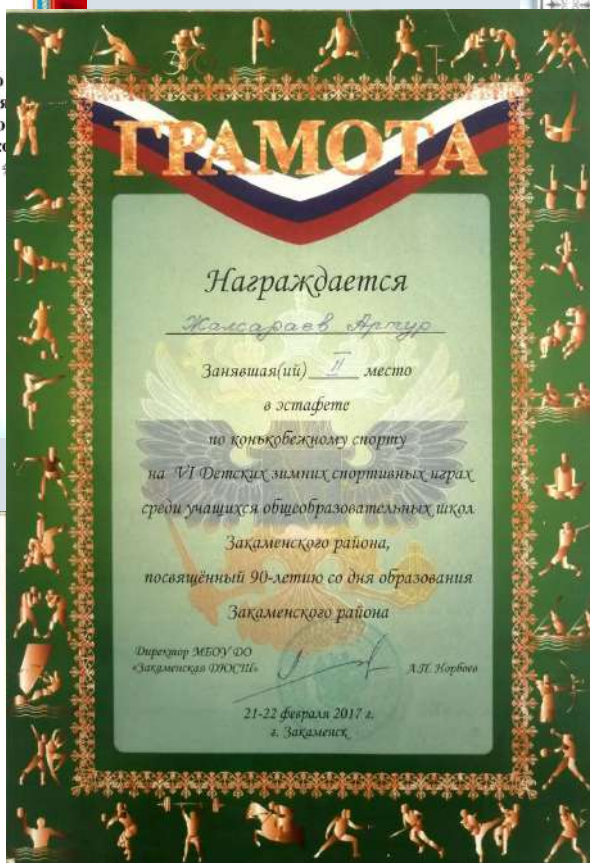 ГРАМОТА
Награждается
Жалсараев Артур
Занявшая(ий) II место
в эстафете
по конькобежному спорту
на VI Детских зимних спортивных играх
среди учащихся общеобразовательных школ
Закаменского района,
посвящённый 90-летию со дня образования
Закаменского района
Директор МБОУ ДО
«Закаменская ДЮСШ»
А.П. Норбоев
21-22 февраля 2017 г.
г. Закаменск